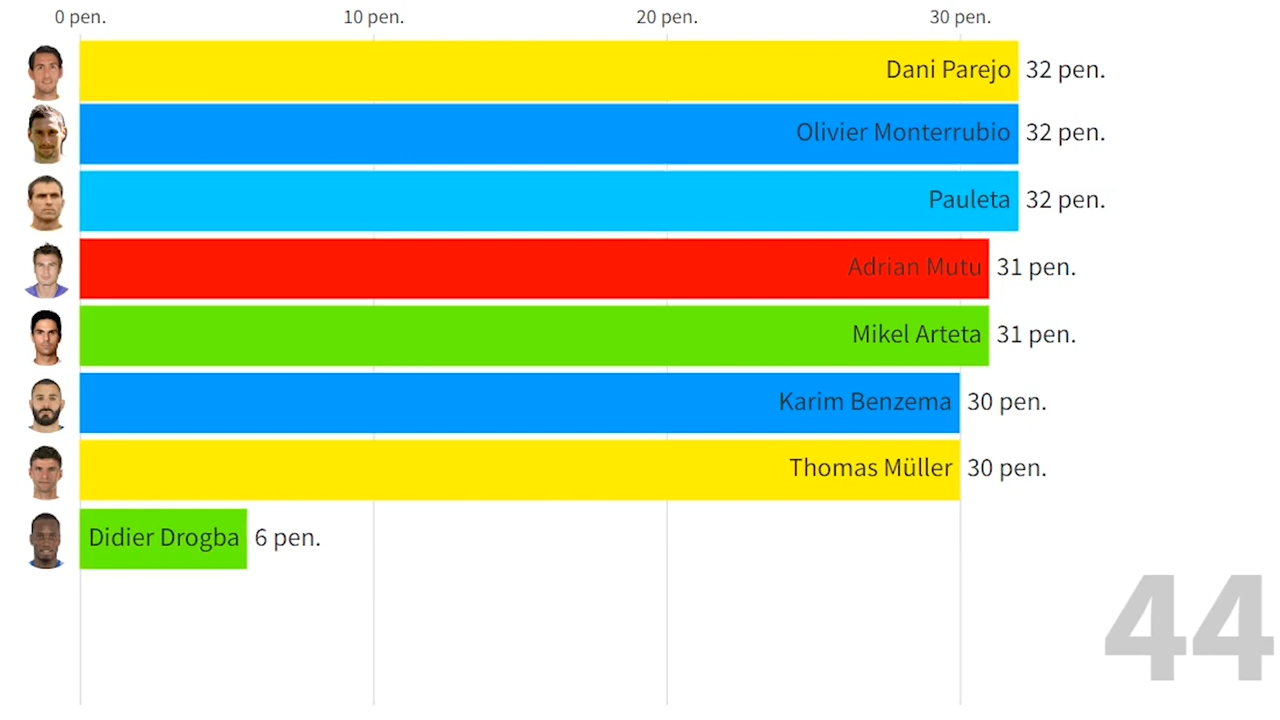 0 pen. 10 pen. 20 pen. 30 pen.
Dani Parejo 32 pen.
Olivier Monterrubio 32 pen.
Pauleta 32 pen.
Adrian Mutu 31 pen.
Mikel Arteta 31 pen.
Karim Benzema 30 pen.
Thomas Müller 30 pen.
Didier Drogba 6 pen.
44